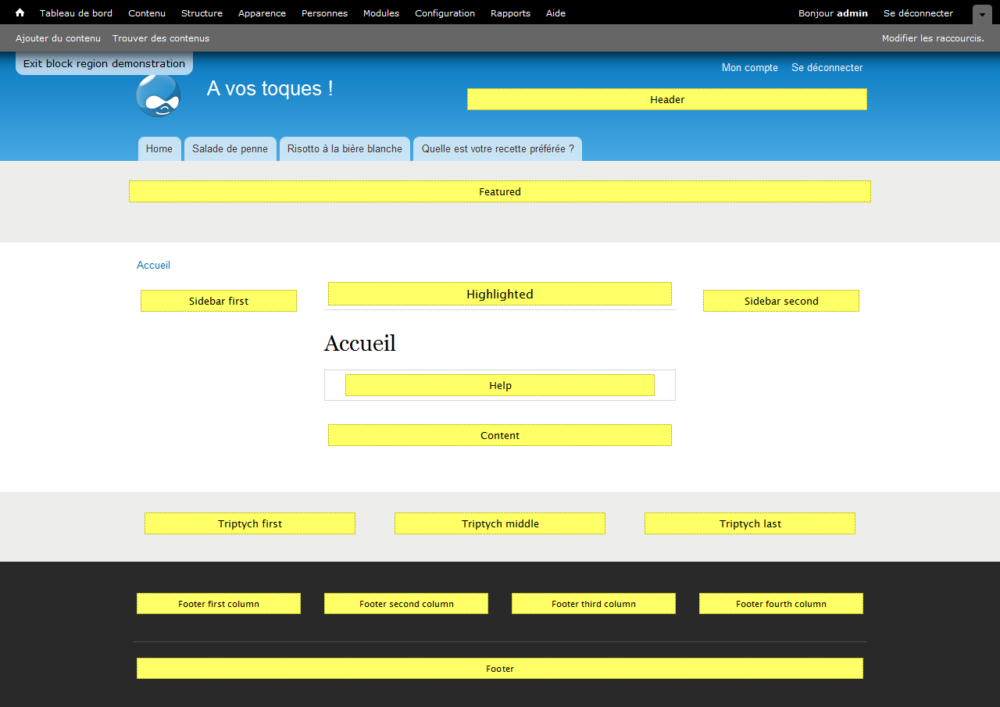 Tableau de bord Contenu Structure Apparence Personnes Modules Configuration Rapports Aide Bonjour admin Se déconnecter
Ajouter du contenu Trouver des contenus Modifier les raccourcis.
Exit block region demonstration
Mon compte Se déconnecter
A vos toques !
Header
Home Salade de penne Risotto à la bière blanche Quelle est votre recette préférée ?
Featured
Accueil
Sidebar first Highlighted Sidebar second
Accueil
Help
Content
Triptych first Triptych middle Triptych last
Footer first column Footer second column Footer third column Footer fourth column
Footer